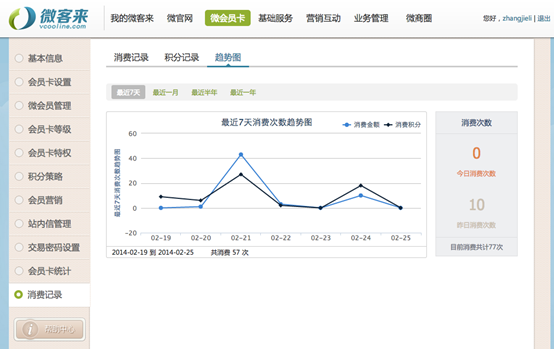 微客来
vcooline.com
我的微客来 微官网 微会员卡 基础服务 营销互动 业务管理 微商圈
您好，zhangjieli | 退出
基本信息
会员卡设置
微会员管理
会员卡等级
会员卡特权
积分策略
会员营销
站内信管理
交易密码设置
会员卡统计
消费记录
帮助中心
消费记录 积分记录 趋势图
最近7天 最近一月 最近半年 最近一年
最近7天消费次数趋势图
消费金额 消费积分
最近7天消费次数趋势图
60
40
20
0
-20
02-19 02-20 02-21 02-22 02-23 02-24 02-25
2014-02-19 到 2014-02-25 共消费 57 次
消费次数
0
今日消费次数
10
昨日消费次数
目前消费共计77次